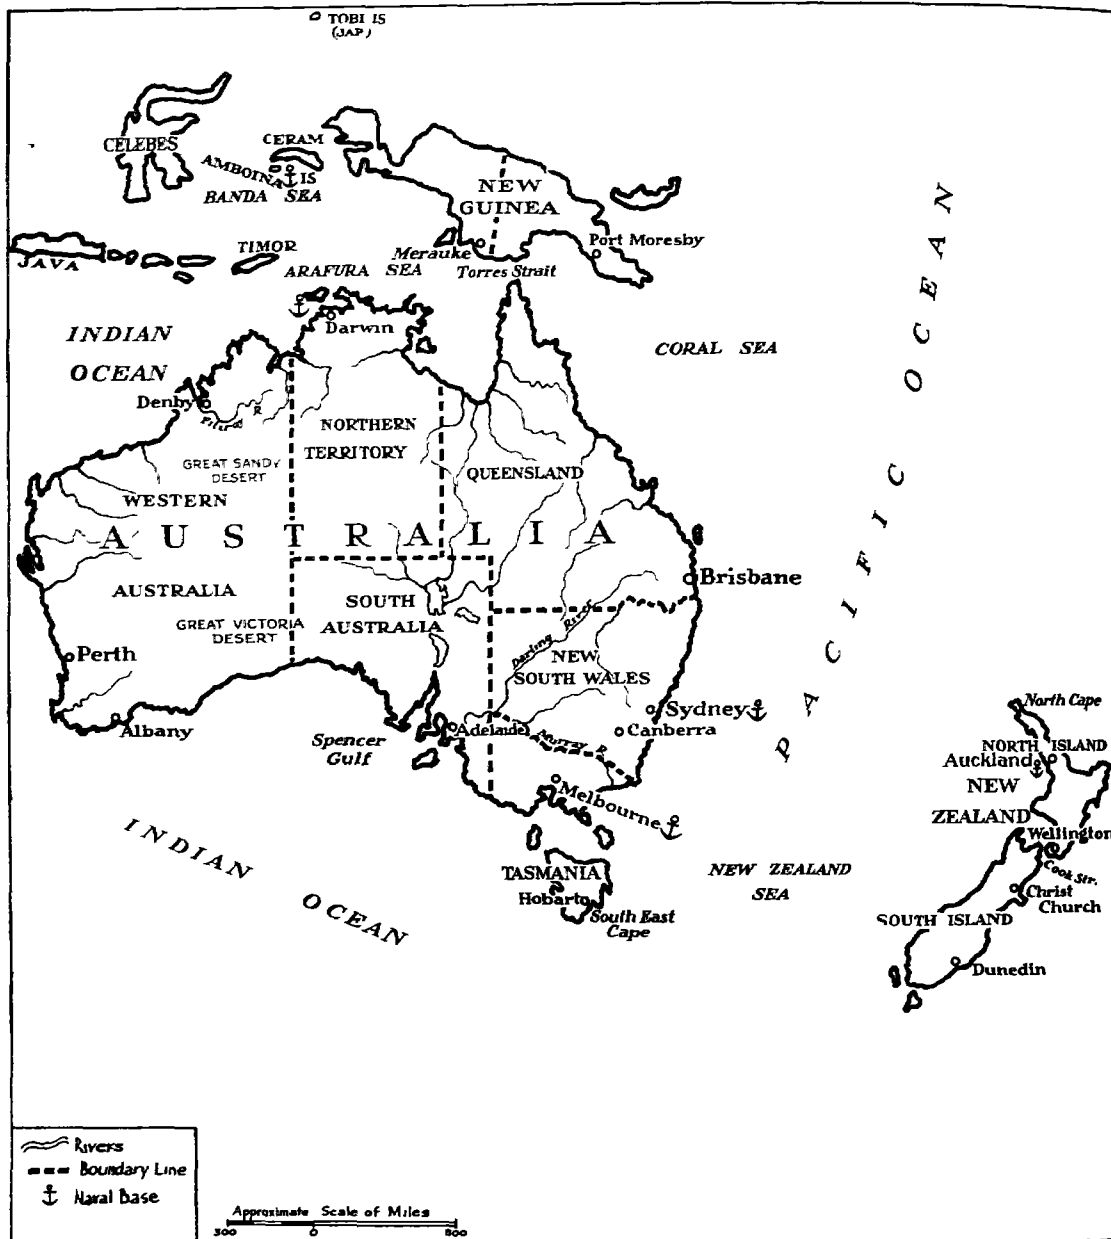 TOBI IS
(JAP)
CELEBES
CERAM
AMBOINA IS
BANDA SEA
NEW
GUINEA
JAVA
TIMOR
Merauke
Port Moresby
ARAFURA SEA
Torres Strait
Darwin
INDIAN
OCEAN
CORAL SEA
PACIFIC OCEAN
Denby
Fitzroy R
NORTHERN
TERRITORY
GREAT SANDY
DESERT
QUEENSLAND
WESTERN
AUSTRALIA
AUSTRALIA
Brisbane
SOUTH
AUSTRALIA
GREAT VICTORIA
DESERT
Darling River
NEW
SOUTH WALES
Perth
Albany
Spencer
Gulf
Adelaide
Murray R.
Sydney
Canberra
Melbourne
North Cape
NORTH ISLAND
Auckland
NEW
ZEALAND
Wellington
Cook Str.
Christ
Church
SOUTH ISLAND
Dunedin
INDIAN OCEAN
TASMANIA
Hobart
South East
Cape
NEW ZEALAND
SEA
Rivers
Boundary Line
Naval Base
Approximate Scale of Miles
300 0 800